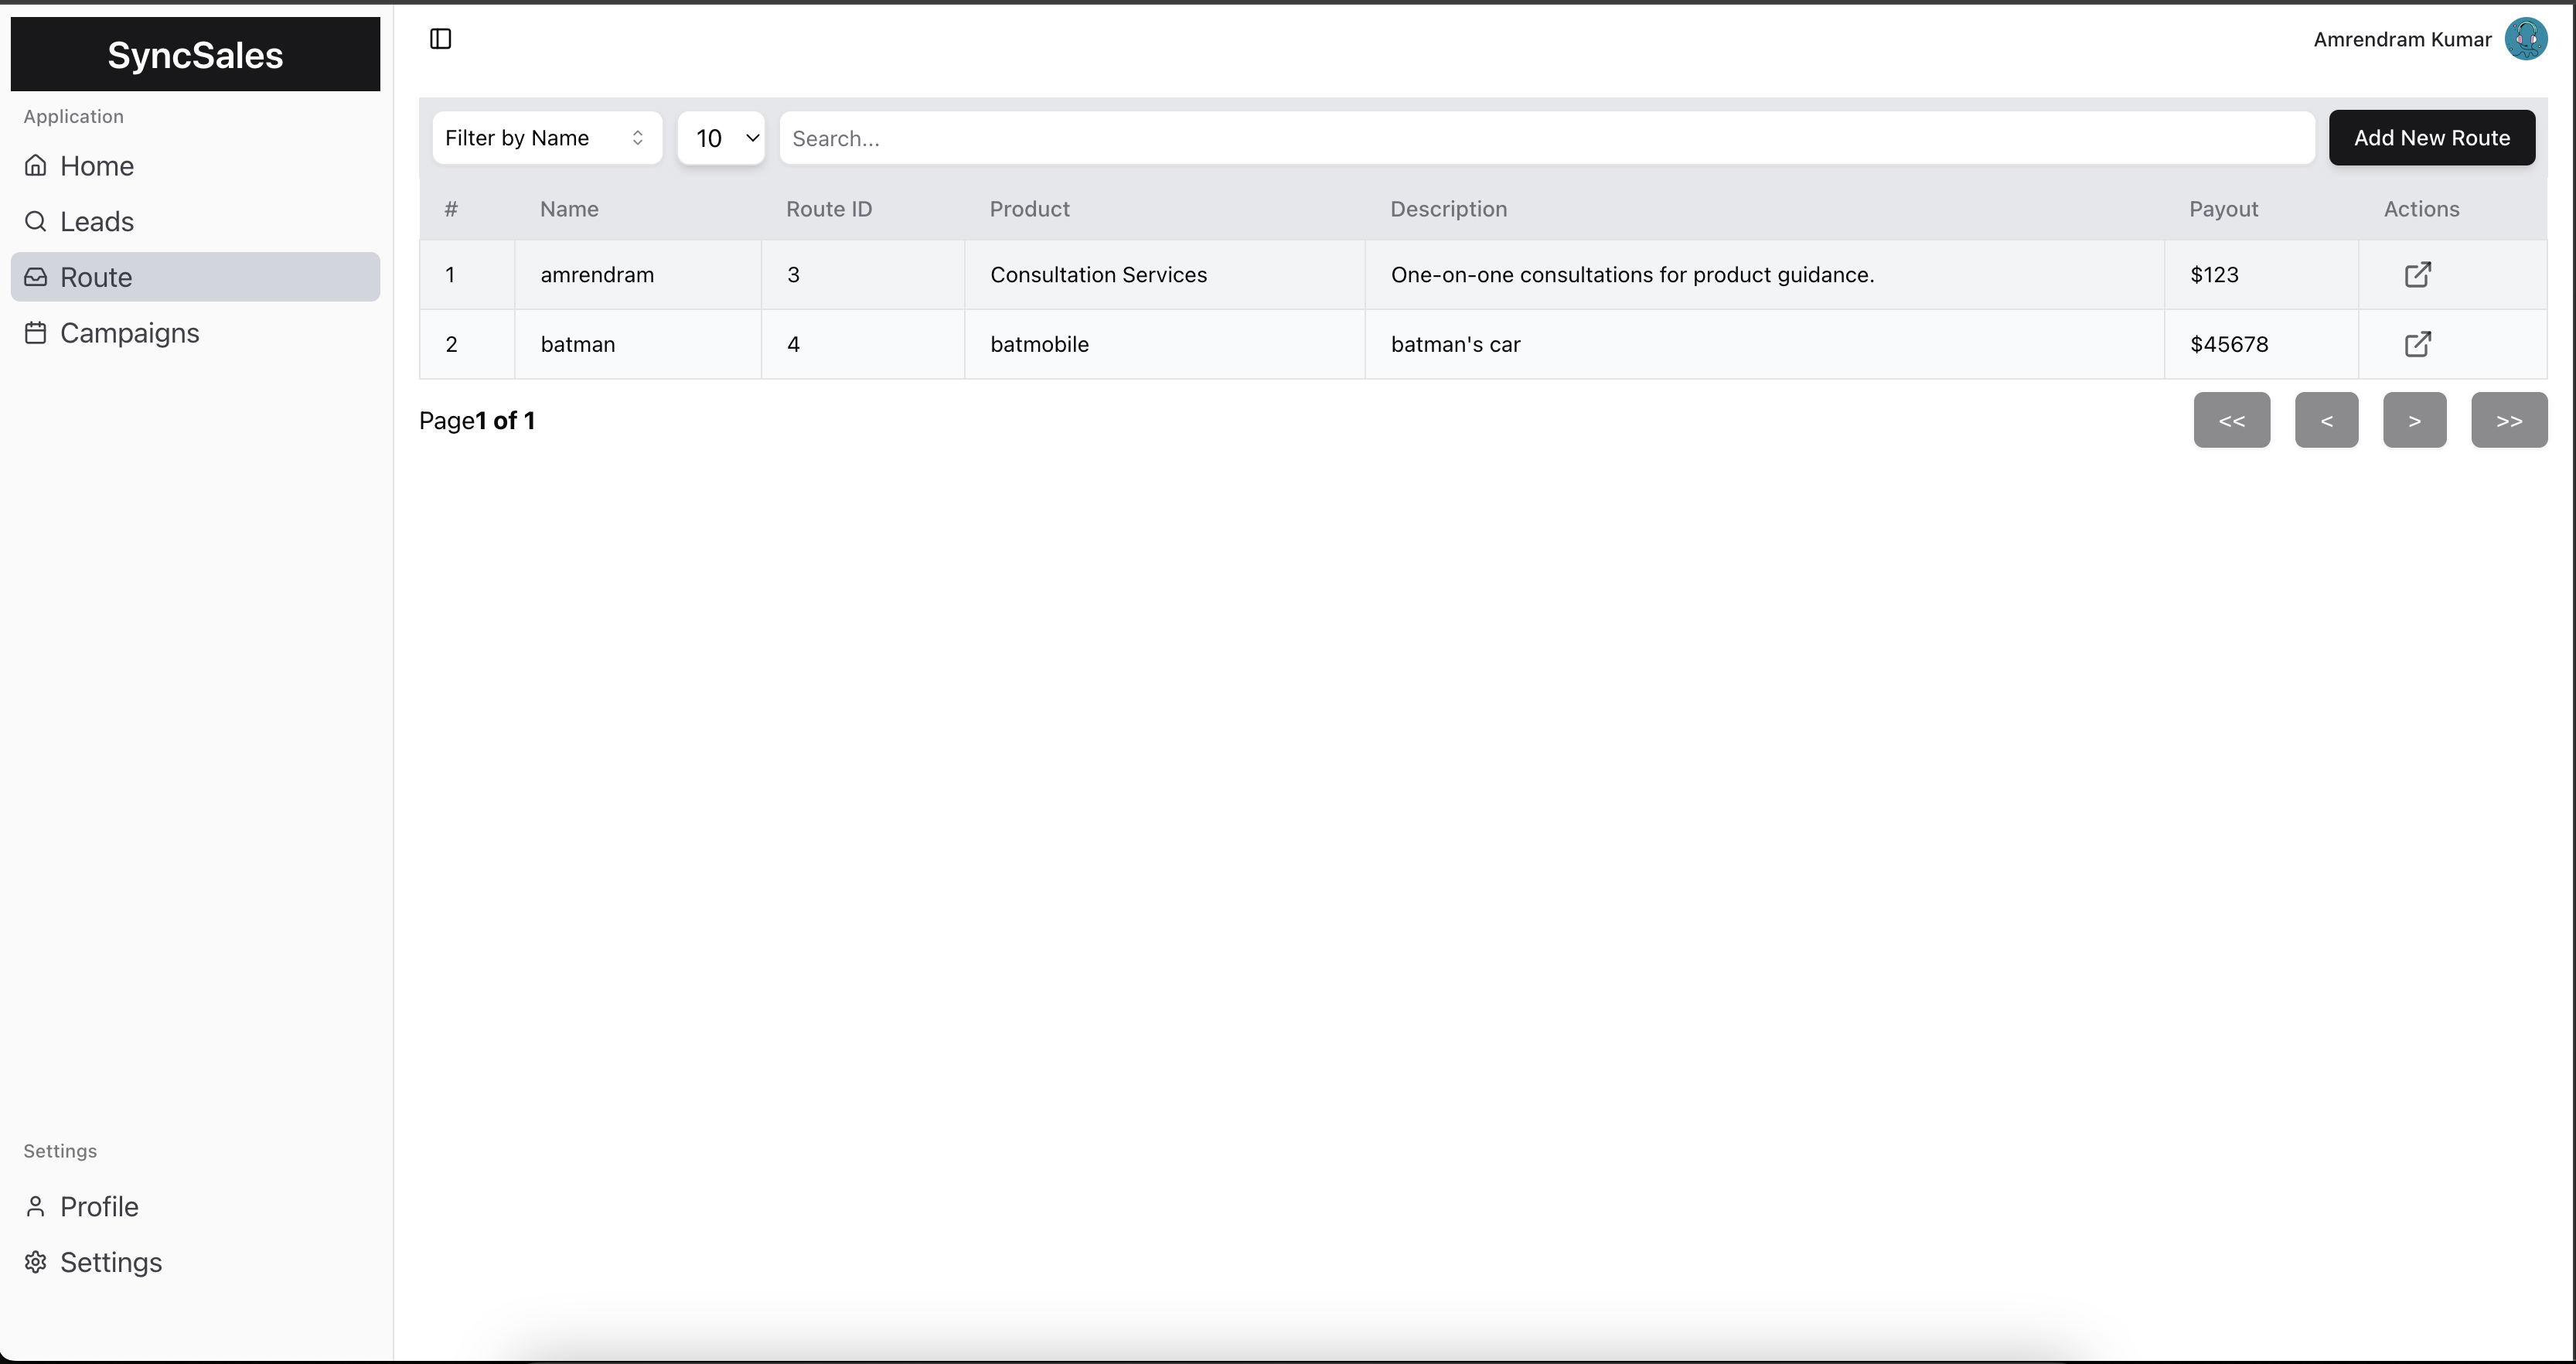 SyncSales
Application
Home
Leads
Route
Campaigns
Settings
Profile
Settings
Amrendram Kumar
Filter by Name 10 Search... Add New Route
# Name Route ID Product Description Payout Actions
1 amrendram 3 Consultation Services One-on-one consultations for product guidance. $123
2 batman 4 batmobile batman's car $45678
Page1 of 1 << < > >>